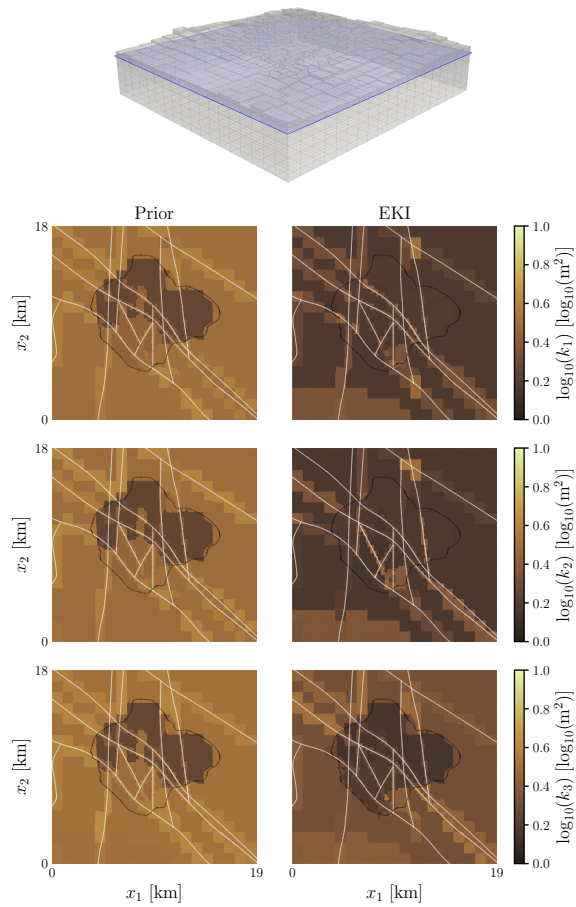 Prior EKI
18
x₂ [km]
0
1.0
0.8
0.6
0.4
0.2
0.0
log₁₀(k₁) [log₁₀(m²)]
18
x₂ [km]
0
1.0
0.8
0.6
0.4
0.2
0.0
log₁₀(k₂) [log₁₀(m²)]
18
x₂ [km]
0
1.0
0.8
0.6
0.4
0.2
0.0
log₁₀(k₃) [log₁₀(m²)]
0 19 0 19
x₁ [km] x₁ [km]